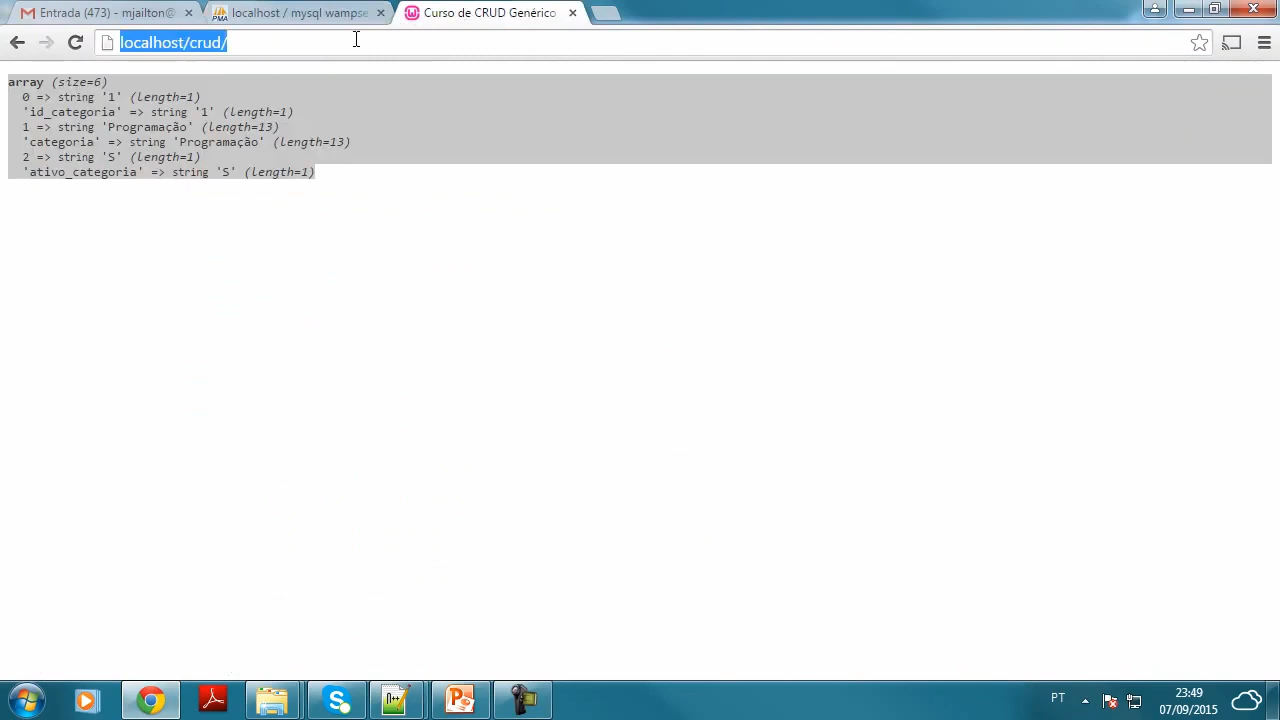 Entrada (473) - mjailton@
localhost / mysql wampse
Curso de CRUD Genérico
localhost/crud/
array (size=6)
0 => string '1' (length=1)
'id_categoria' => string '1' (length=1)
1 => string 'Programação' (length=13)
'categoria' => string 'Programação' (length=13)
2 => string 'S' (length=1)
'ativo_categoria' => string 'S' (length=1)
PT
23:49
07/09/2015